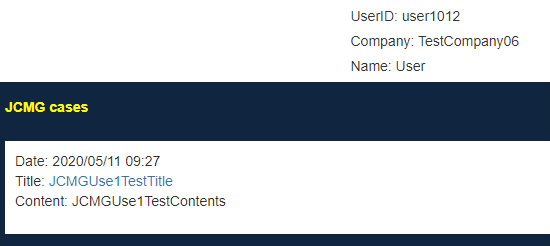 UserID: user1012
Company: TestCompany06
Name: User
JCMG cases
Date: 2020/05/11 09:27
Title: JCMGUse1TestTitle
Content: JCMGUse1TestContents